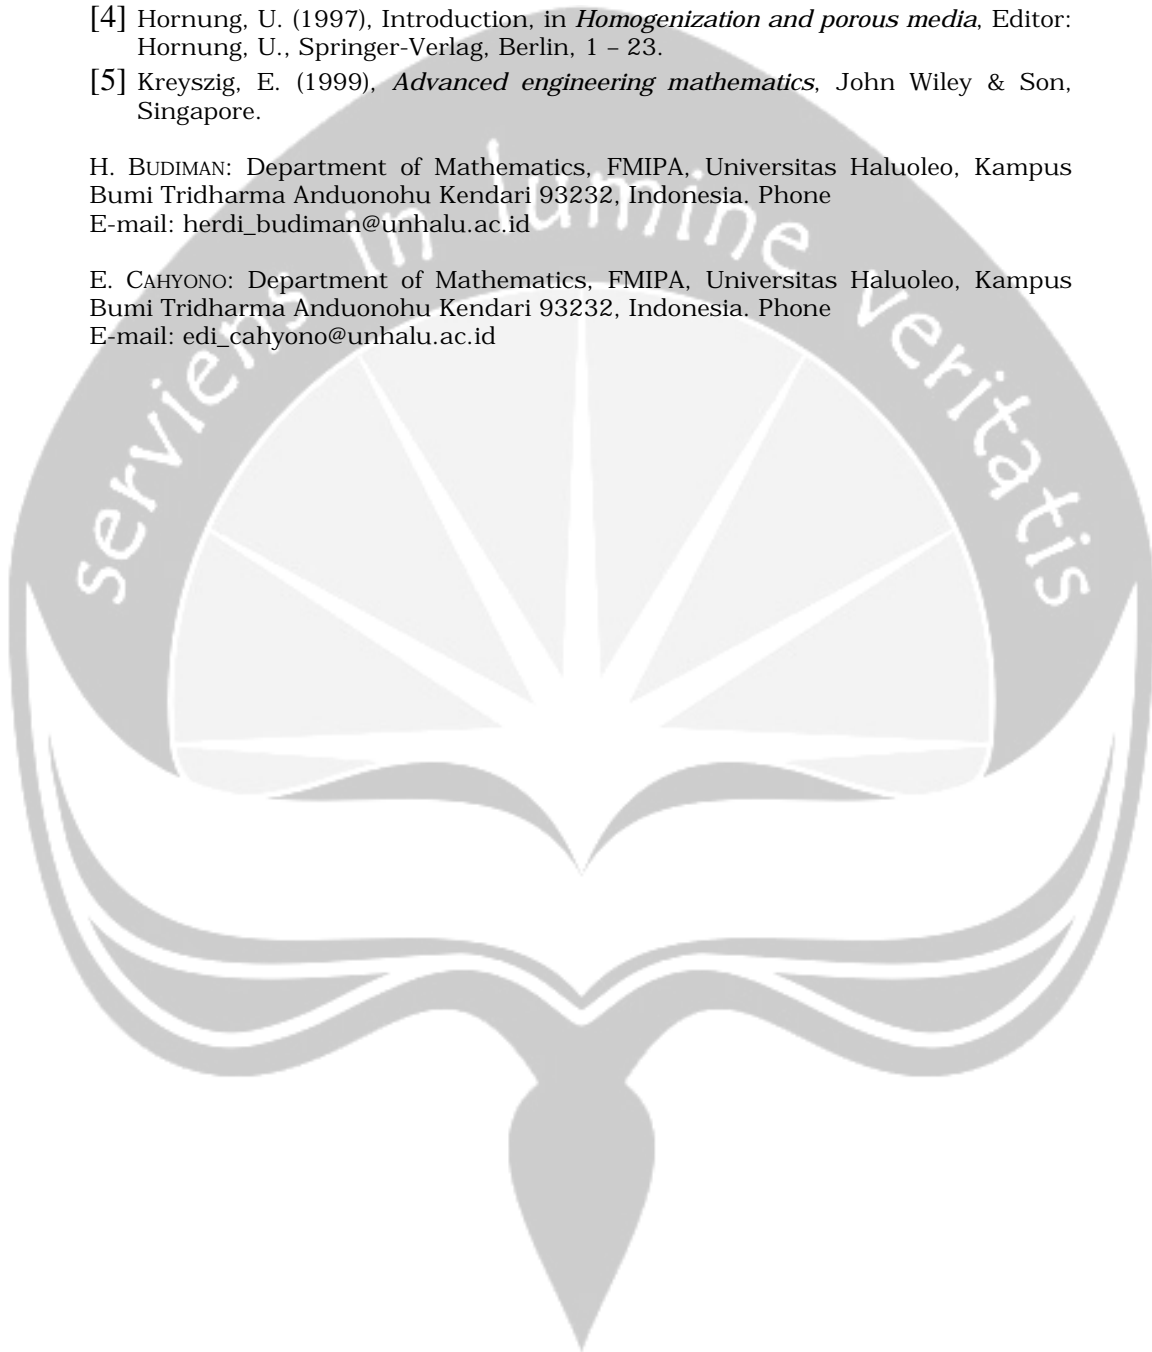 [4] Hornung, U. (1997), Introduction, in Homogenization and porous media, Editor:
Hornung, U., Springer-Verlag, Berlin, 1 – 23.
[5] Kreyszig, E. (1999), Advanced engineering mathematics, John Wiley & Son,
Singapore.
H. BUDIMAN: Department of Mathematics, FMIPA, Universitas Haluoleo, Kampus
Bumi Tridharma Anduonohu Kendari 93232, Indonesia. Phone
E-mail: herdi_budiman@unhalu.ac.id
E. CAHYONO: Department of Mathematics, FMIPA, Universitas Haluoleo, Kampus
Bumi Tridharma Anduonohu Kendari 93232, Indonesia. Phone
E-mail: edi_cahyono@unhalu.ac.id
serviens in lumine veritatis